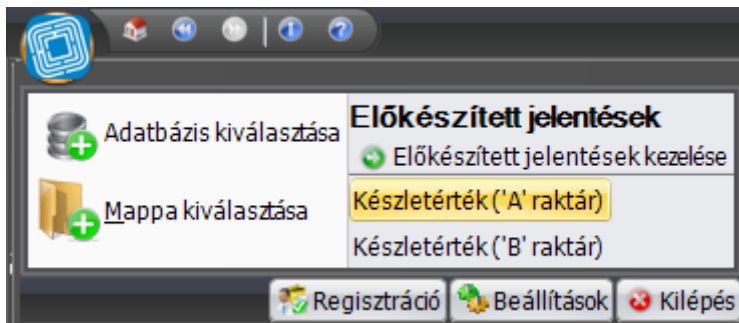 Adatbázis kiválasztása
Mappa kiválasztása
Előkészített jelentések
Előkészített jelentések kezelése
Készletérték ('A' raktár)
Készletérték ('B' raktár)
Regisztráció Beállítások Kilépés